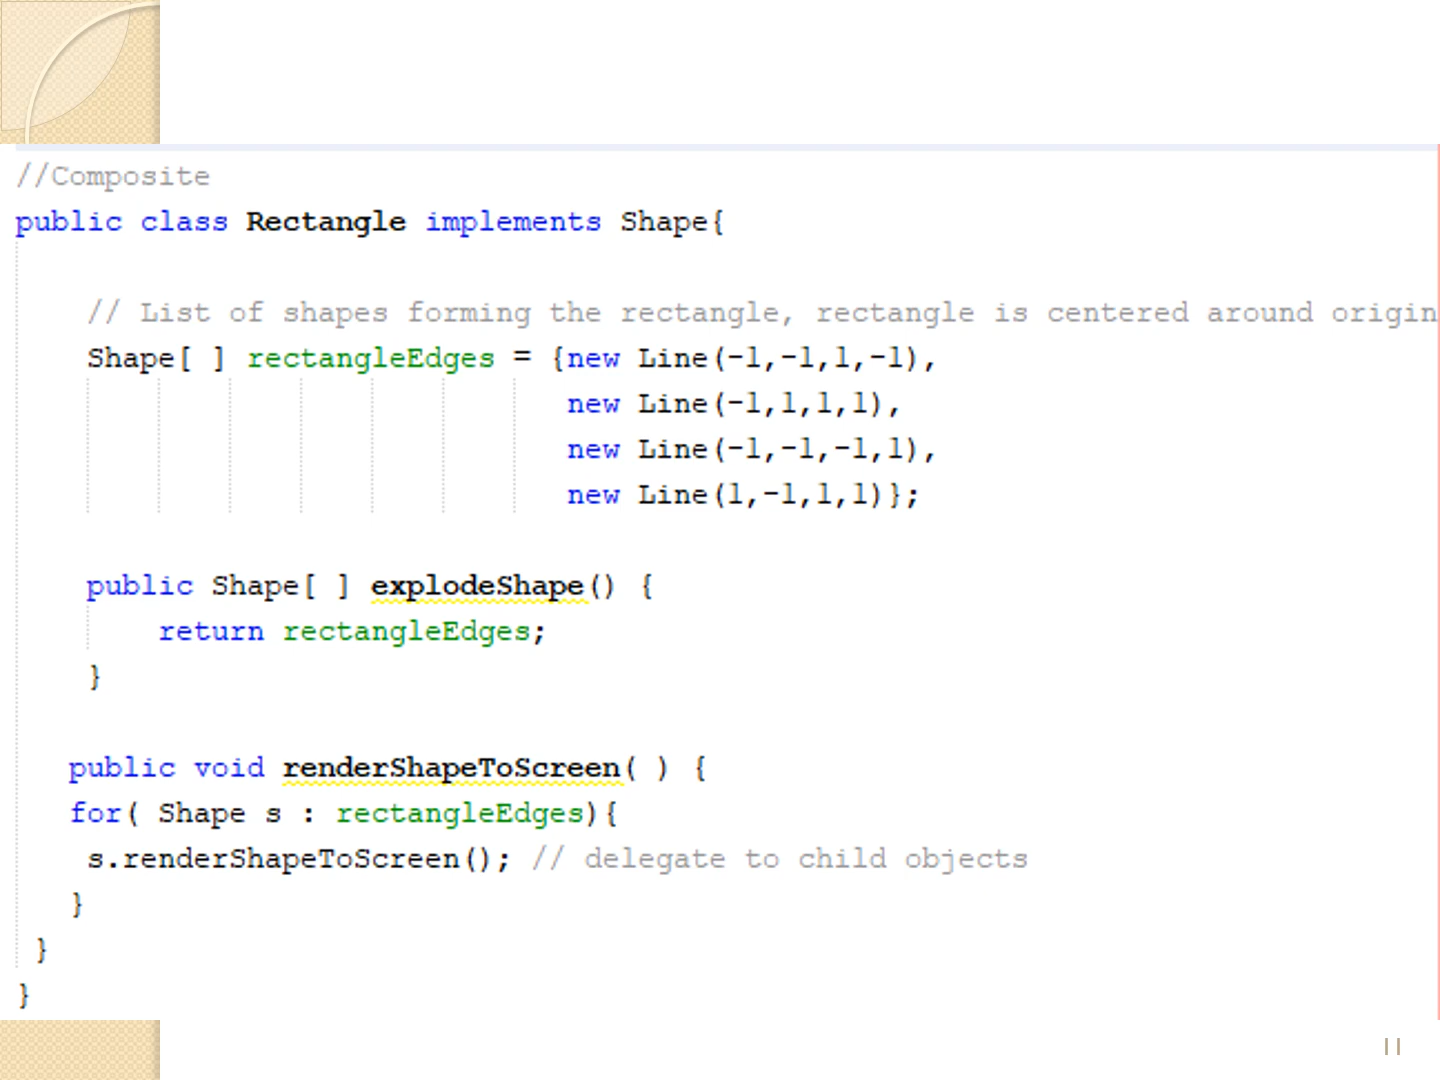 //Composite
public class Rectangle implements Shape{
// List of shapes forming the rectangle, rectangle is centered around origin
Shape[ ] rectangleEdges = {new Line(-1,-1,1,-1),
new Line(-1,1,1,1),
new Line(-1,-1,-1,1),
new Line(1,-1,1,1)};
public Shape[ ] explodeShape() {
return rectangleEdges;
}
public void renderShapeToScreen( ) {
for( Shape s : rectangleEdges){
s.renderShapeToScreen(); // delegate to child objects
}
}
}
11